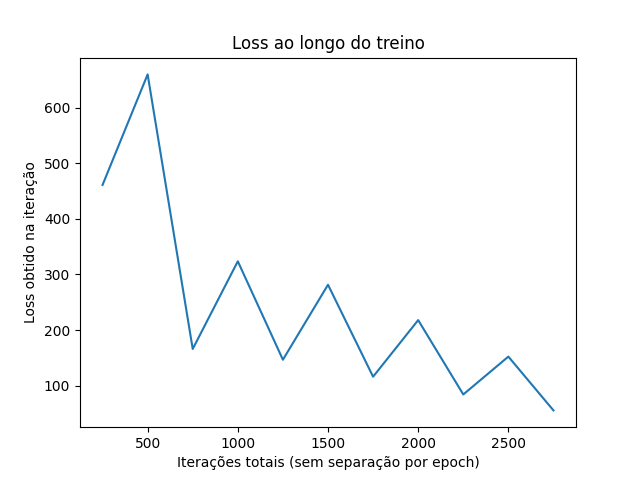 Loss ao longo do treino
Loss obtido na iteração
600
500
400
300
200
100
500 1000 1500 2000 2500
Iterações totais (sem separação por epoch)